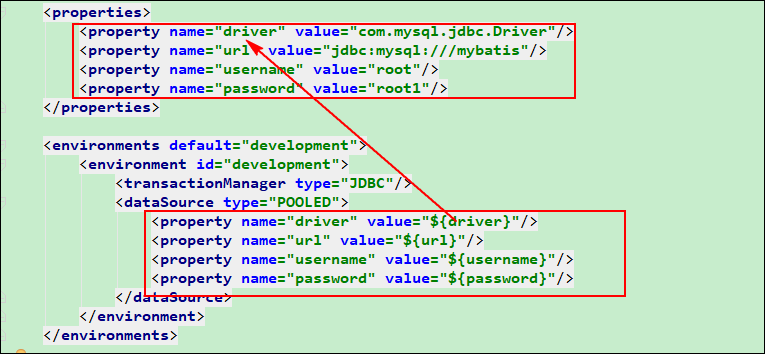 <properties>
<property name="driver" value="com.mysql.jdbc.Driver"/>
<property name="url" value="jdbc:mysql:///mybatis"/>
<property name="username" value="root"/>
<property name="password" value="root1"/>
</properties>
<environments default="development">
<environment id="development">
<transactionManager type="JDBC"/>
<dataSource type="POOLED">
<property name="driver" value="${driver}"/>
<property name="url" value="${url}"/>
<property name="username" value="${username}"/>
<property name="password" value="${password}"/>
</dataSource>
</environment>
</environments>